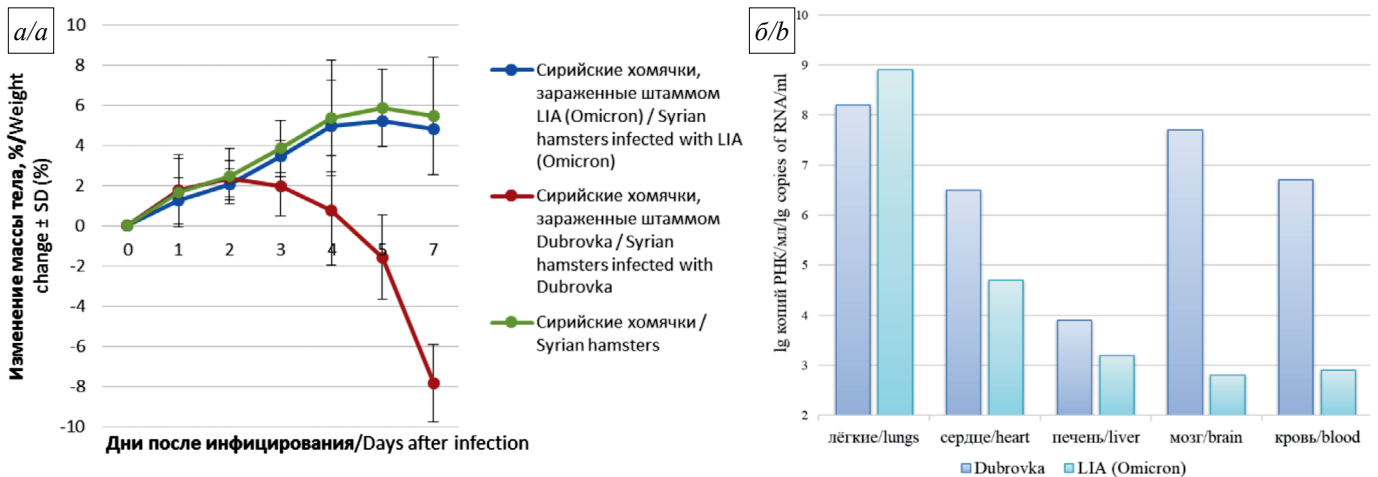 а/a
10
8
6
4
2
0
-2
-4
-6
-8
-10
Изменение массы тела, %/Weight
change ± SD (%)
0 1 2 3 4 5 7
Дни после инфицирования/Days after infection
Сирийские хомячки,
зараженные штаммом
LIA (Omicron) / Syrian
hamsters infected with LIA
(Omicron)
Сирийские хомячки,
зараженные штаммом
Dubrovka / Syrian
hamsters infected with
Dubrovka
Сирийские хомячки /
Syrian hamsters
б/b
10
9
8
7
6
5
4
3
2
lg копий РНК/мл/lg copies of RNA/ml
лёгкие/lungs сердце/heart печень/liver мозг/brain кровь/blood
Dubrovka LIA (Omicron)